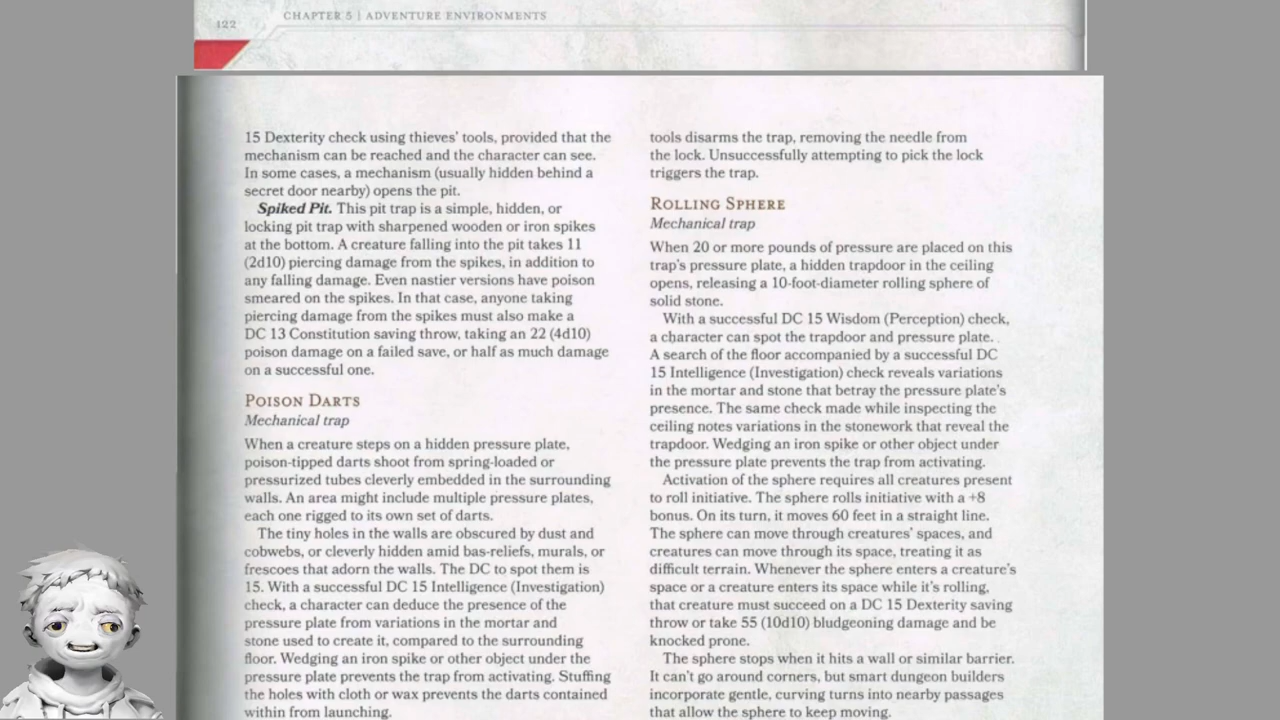 122
CHAPTER 5 | ADVENTURE ENVIRONMENTS
15 Dexterity check using thieves' tools, provided that the
mechanism can be reached and the character can see.
In some cases, a mechanism (usually hidden behind a
secret door nearby) opens the pit.
Spiked Pit. This pit trap is a simple, hidden, or
locking pit trap with sharpened wooden or iron spikes
at the bottom. A creature falling into the pit takes 11
(2d10) piercing damage from the spikes, in addition to
any falling damage. Even nastier versions have poison
smeared on the spikes. In that case, anyone taking
piercing damage from the spikes must also make a
DC 13 Constitution saving throw, taking an 22 (4d10)
poison damage on a failed save, or half as much damage
on a successful one.
POISON DARTS
Mechanical trap
When a creature steps on a hidden pressure plate,
poison-tipped darts shoot from spring-loaded or
pressurized tubes cleverly embedded in the surrounding
walls. An area might include multiple pressure plates,
each one rigged to its own set of darts.
The tiny holes in the walls are obscured by dust and
cobwebs, or cleverly hidden amid bas-reliefs, murals, or
frescoes that adorn the walls. The DC to spot them is
15. With a successful DC 15 Intelligence (Investigation)
check, a character can deduce the presence of the
pressure plate from variations in the mortar and
stone used to create it, compared to the surrounding
floor. Wedging an iron spike or other object under the
pressure plate prevents the trap from activating. Stuffing
the holes with cloth or wax prevents the darts contained
within from launching.
tools disarms the trap, removing the needle from
the lock. Unsuccessfully attempting to pick the lock
triggers the trap.
ROLLING SPHERE
Mechanical trap
When 20 or more pounds of pressure are placed on this
trap's pressure plate, a hidden trapdoor in the ceiling
opens, releasing a 10-foot-diameter rolling sphere of
solid stone.
With a successful DC 15 Wisdom (Perception) check,
a character can spot the trapdoor and pressure plate.
A search of the floor accompanied by a successful DC
15 Intelligence (Investigation) check reveals variations
in the mortar and stone that betray the pressure plate's
presence. The same check made while inspecting the
ceiling notes variations in the stonework that reveal the
trapdoor. Wedging an iron spike or other object under
the pressure plate prevents the trap from activating.
Activation of the sphere requires all creatures present
to roll initiative. The sphere rolls initiative with a +8
bonus. On its turn, it moves 60 feet in a straight line.
The sphere can move through creatures' spaces, and
creatures can move through its space, treating it as
difficult terrain. Whenever the sphere enters a creature's
space or a creature enters its space while it's rolling,
that creature must succeed on a DC 15 Dexterity saving
throw or take 55 (10d10) bludgeoning damage and be
knocked prone.
The sphere stops when it hits a wall or similar barrier.
It can't go around corners, but smart dungeon builders
incorporate gentle, curving turns into nearby passages
that allow the sphere to keep moving.